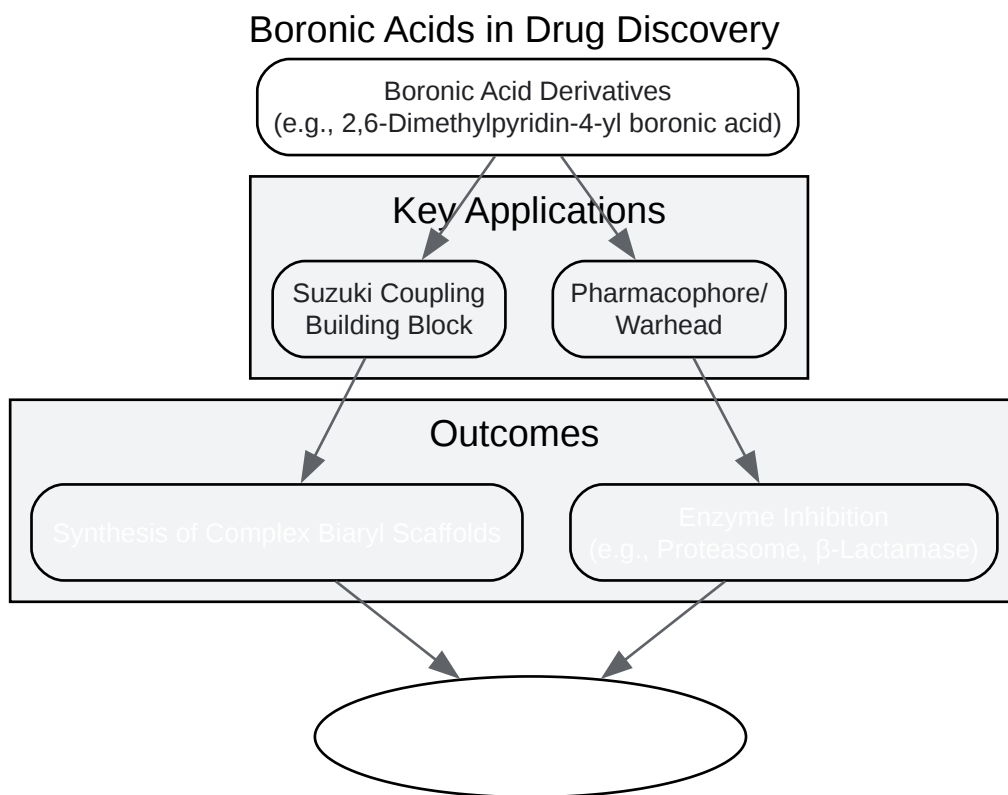 Boronic Acids in Drug Discovery
Boronic Acid Derivatives
(e.g., 2,6-Dimethylpyridin-4-yl boronic acid)
Key Applications
Suzuki Coupling
Building Block
Pharmacophore/
Warhead
Outcomes
Synthesis of Complex Biaryl Scaffolds
Enzyme Inhibition
(e.g., Proteasome, β-Lactamase)